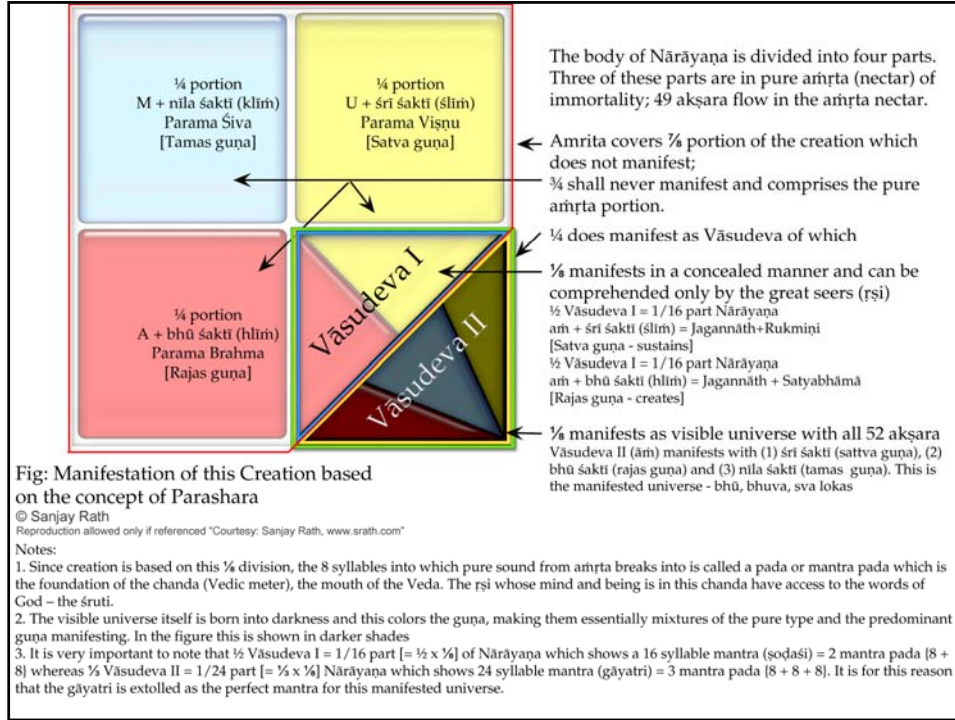 ¼ portion
M + nīla śaktī (klīṁ)
Parama Śiva
[Tamas guṇa]
¼ portion
U + śrī śaktī (ślīṁ)
Parama Viṣṇu
[Satva guṇa]
¼ portion
A + bhū śaktī (hlīṁ)
Parama Brahma
[Rajas guṇa]
Vāsudeva I
Vāsudeva II
The body of Nārāyaṇa is divided into four parts.
Three of these parts are in pure aṁṛta (nectar) of
immortality; 49 akṣara flow in the aṁṛta nectar.
Amrita covers ⅞ portion of the creation which
does not manifest;
¾ shall never manifest and comprises the pure
aṁṛta portion.
¼ does manifest as Vāsudeva of which
⅛ manifests in a concealed manner and can be
comprehended only by the great seers (ṛṣi)
½ Vāsudeva I = 1/16 part Nārāyaṇa
aṁ + śrī śaktī (ślīṁ) = Jagannāth+Rukmiṇi
[Satva guṇa - sustains]
½ Vāsudeva I = 1/16 part Nārāyaṇa
aṁ + bhū śaktī (hlīṁ) = Jagannāth + Satyabhāmā
[Rajas guṇa - creates]
⅛ manifests as visible universe with all 52 akṣara
Vāsudeva II (āṁ) manifests with (1) śrī śaktī (sattva guṇa), (2)
bhū śaktī (rajas guṇa) and (3) nīla śaktī (tamas guṇa). This is
the manifested universe - bhū, bhuva, sva lokas
Fig: Manifestation of this Creation based
on the concept of Parashara
© Sanjay Rath
Reproduction allowed only if referenced "Courtesy: Sanjay Rath, www.srath.com"
Notes:
1. Since creation is based on this ⅛ division, the 8 syllables into which pure sound from aṁṛta breaks into is called a pada or mantra pada which is
the foundation of the chanda (Vedic meter), the mouth of the Veda. The ṛṣi whose mind and being is in this chanda have access to the words of
God – the śruti.
2. The visible universe itself is born into darkness and this colors the guṇa, making them essentially mixtures of the pure type and the predominant
guṇa manifesting. In the figure this is shown in darker shades
3. It is very important to note that ½ Vāsudeva I = 1/16 part [= ½ x ⅛] of Nārāyaṇa which shows a 16 syllable mantra (ṣoḍaśi) = 2 mantra pada {8 +
8} whereas ⅓ Vāsudeva II = 1/24 part [= ⅓ x ⅛] Nārāyaṇa which shows 24 syllable mantra (gāyatri) = 3 mantra pada {8 + 8 + 8}. It is for this reason
that the gāyatri is extolled as the perfect mantra for this manifested universe.